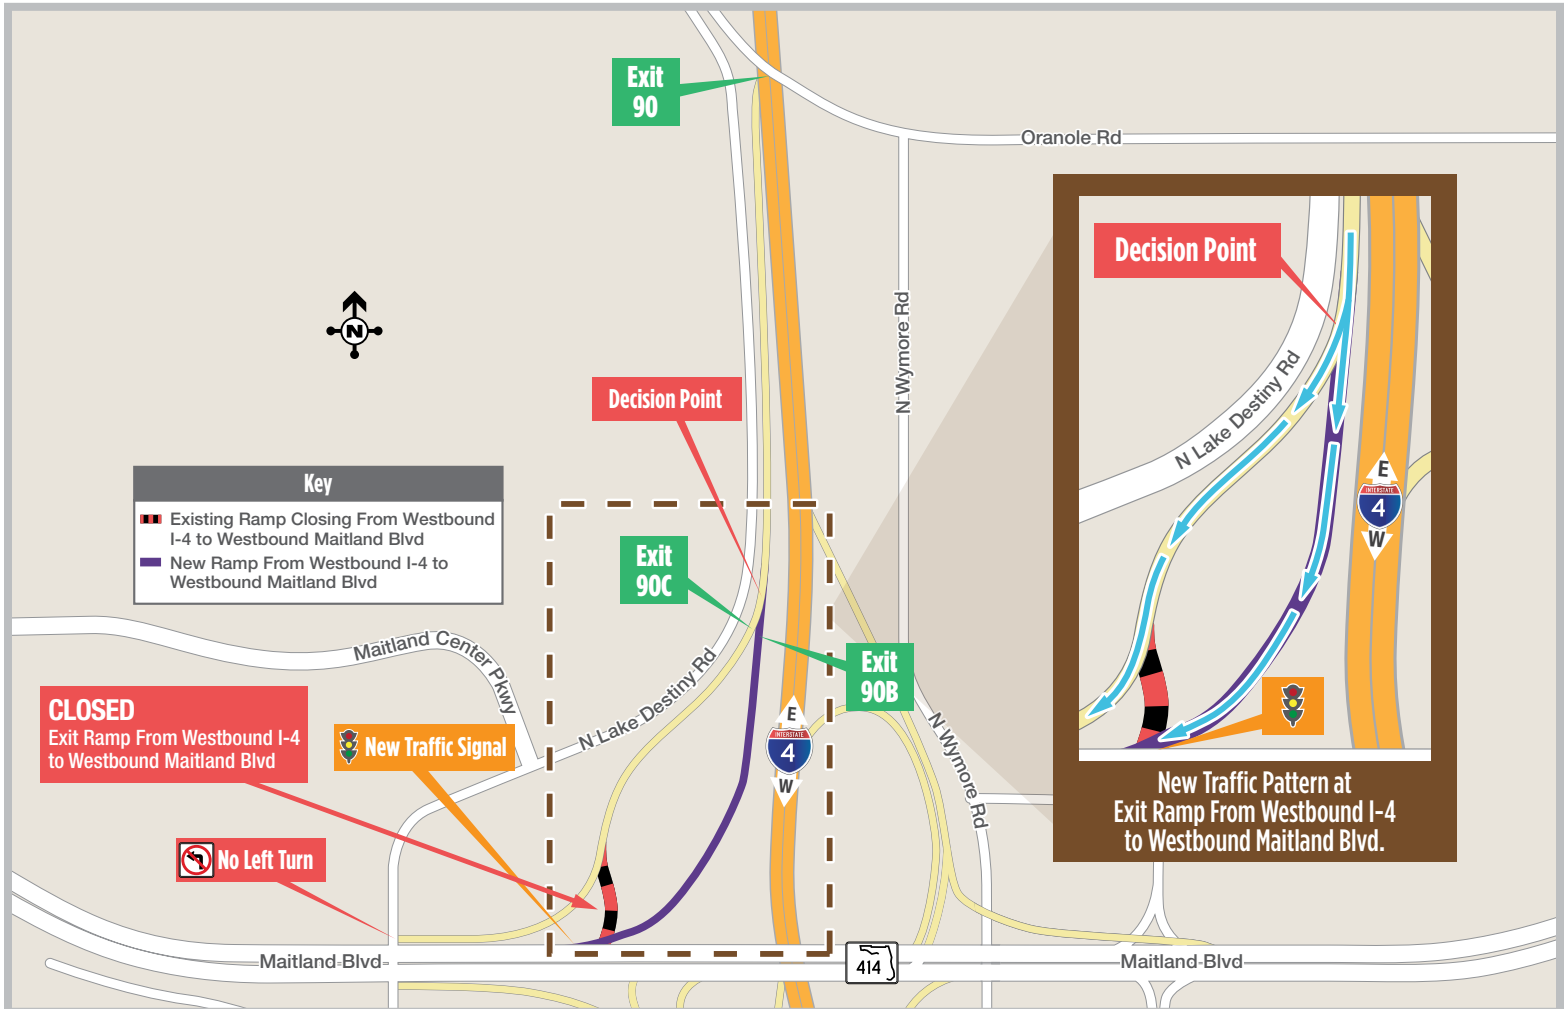 Exit
90
Oranole Rd
N Wymore Rd
N
Decision Point
Key
Existing Ramp Closing From Westbound
I-4 to Westbound Maitland Blvd
New Ramp From Westbound I-4 to
Westbound Maitland Blvd
Exit
90C
Exit
90B
Maitland Center Pkwy
N Lake Destiny Rd
CLOSED
Exit Ramp From Westbound I-4
to Westbound Maitland Blvd
New Traffic Signal
E
INTERSTATE
4
W
N Wymore Rd
No Left Turn
Maitland Blvd
414
Maitland Blvd
Decision Point
N Lake Destiny Rd
E
INTERSTATE
4
W
New Traffic Pattern at
Exit Ramp From Westbound I-4
to Westbound Maitland Blvd.